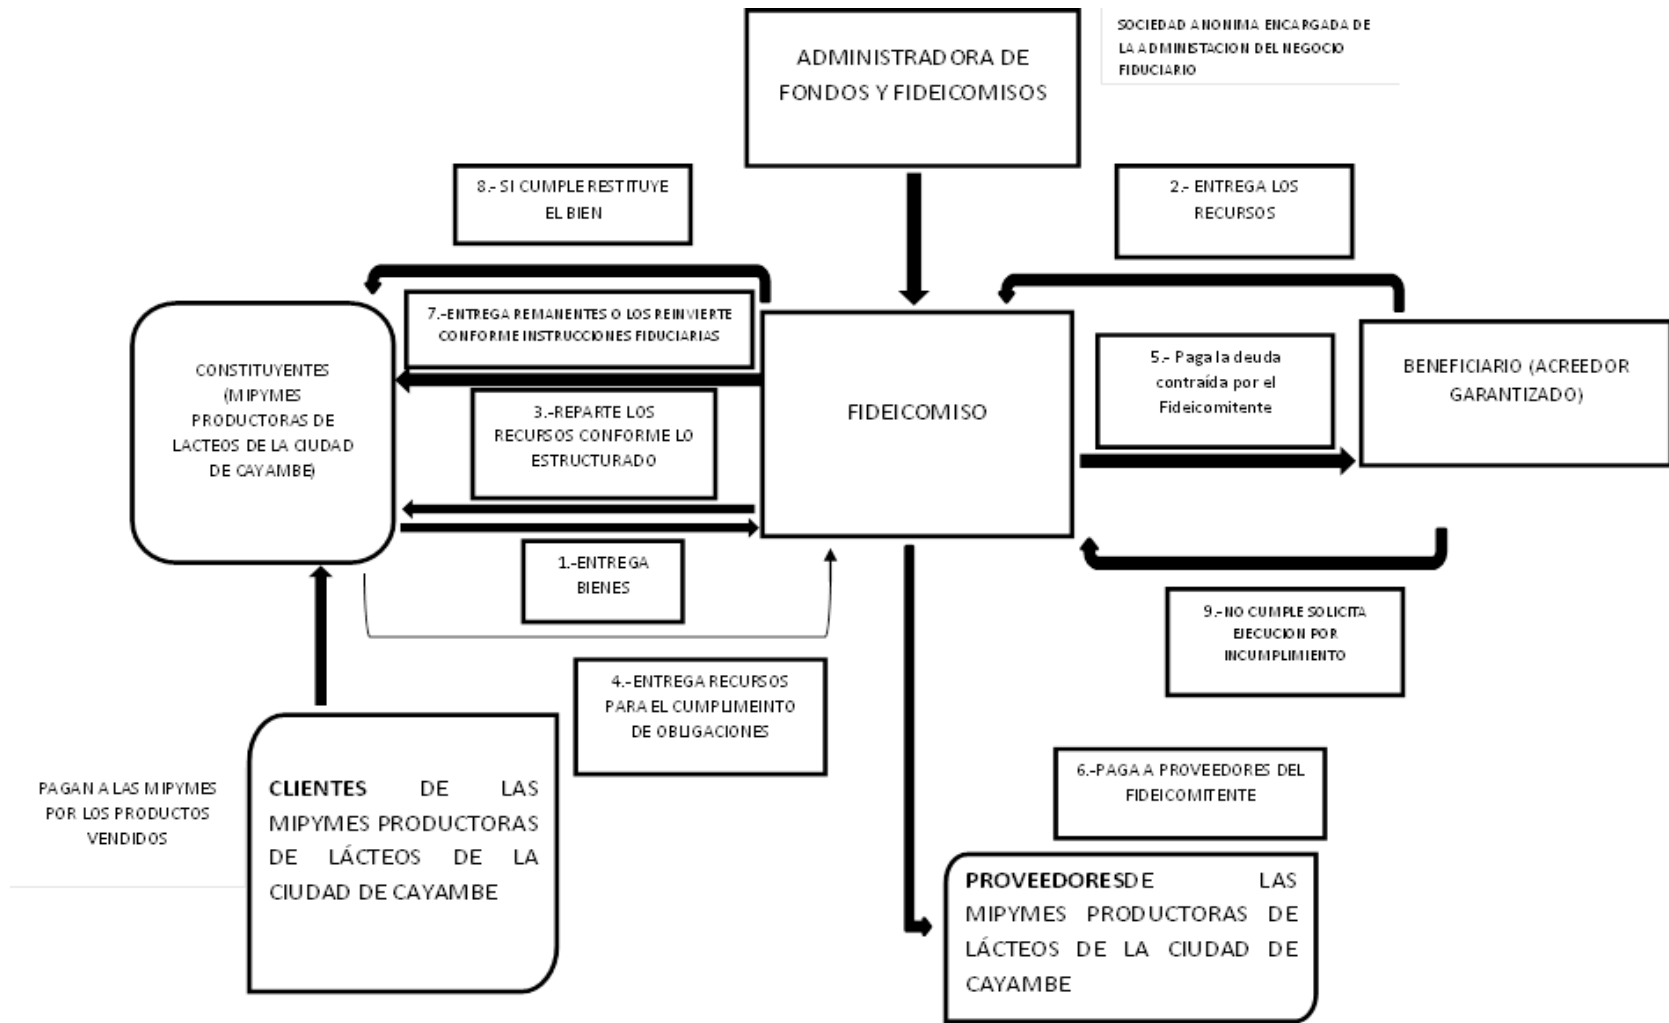 ADMINISTRADORA DE
FONDOS Y FIDEICOMISOS
SOCIEDAD ANONIMA ENCARGADA DE
LA ADMINISTACION DEL NEGOCIO
FIDUCIARIO
8.- SI CUMPLE RESTITUYE
EL BIEN
2.- ENTREGA LOS
RECURSOS
7.-ENTREGA REMANENTES O LOS REINVIERTE
CONFORME INSTRUCCIONES FIDUCIARIAS
CONSTITUYENTES
(MIPYMES
PRODUCTORAS DE
LACTEOS DE LA CIUDAD
DE CAYAMBE)
3.-REPARTE LOS
RECURSOS CONFORME LO
ESTRUCTURADO
FIDEICOMISO
5.- Paga la deuda
contraída por el
Fideicomitente
BENEFICIARIO (ACREEDOR
GARANTIZADO)
1.-ENTREGA
BIENES
9.-NO CUMPLE SOLICITA
EJECUCION POR
INCUMPLIMIENTO
4.-ENTREGA RECURSOS
PARA EL CUMPLIMEINTO
DE OBLIGACIONES
PAGAN A LAS MIPYMES
POR LOS PRODUCTOS
VENDIDOS
CLIENTES DE LAS
MIPYMES PRODUCTORAS
DE LÁCTEOS DE LA
CIUDAD DE CAYAMBE
6.-PAGA A PROVEEDORES DEL
FIDEICOMITENTE
PROVEEDORESDE LAS
MIPYMES PRODUCTORAS DE
LÁCTEOS DE LA CIUDAD DE
CAYAMBE